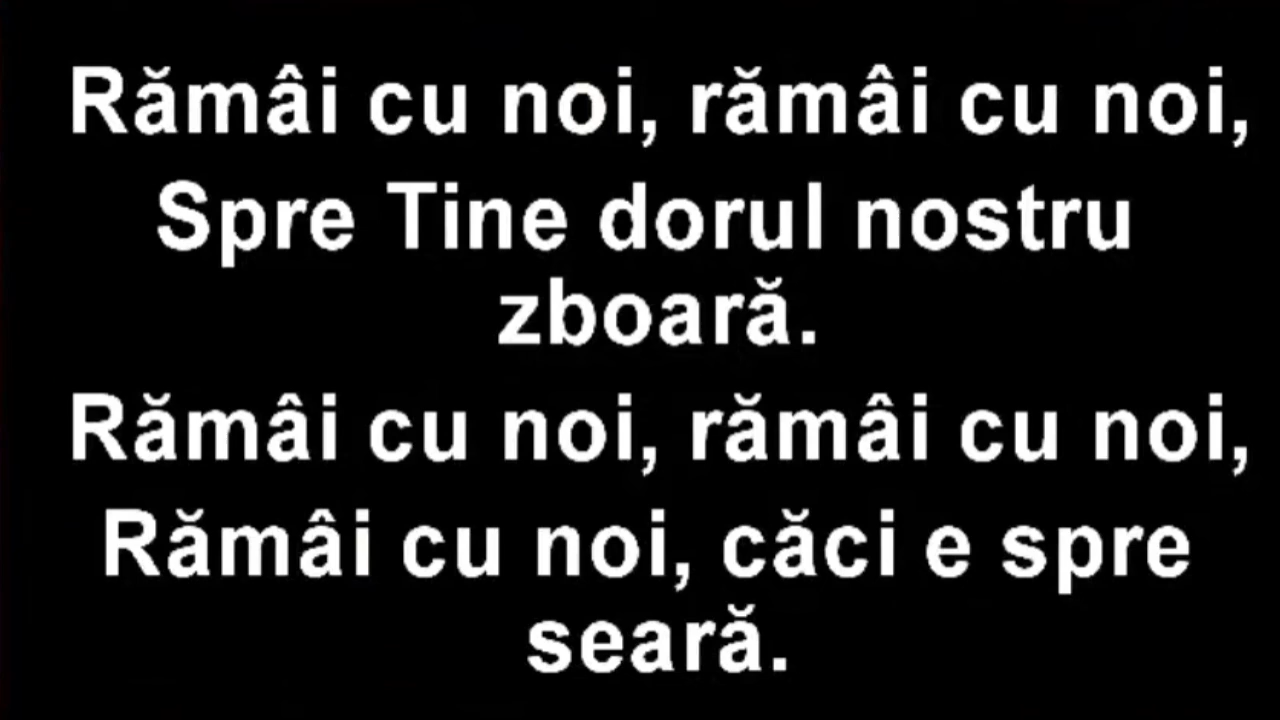 Rămâi cu noi, rămâi cu noi,
Spre Tine dorul nostru
zboară.
Rămâi cu noi, rămâi cu noi,
Rămâi cu noi, căci e spre
seară.